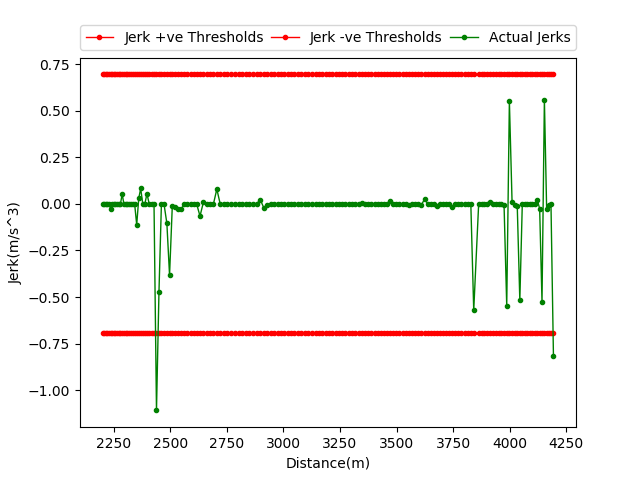 Jerk +ve Thresholds Jerk -ve Thresholds Actual Jerks
0.75
0.50
0.25
0.00
−0.25
−0.50
−0.75
−1.00
Jerk(m/s^3)
2250 2500 2750 3000 3250 3500 3750 4000 4250
Distance(m)